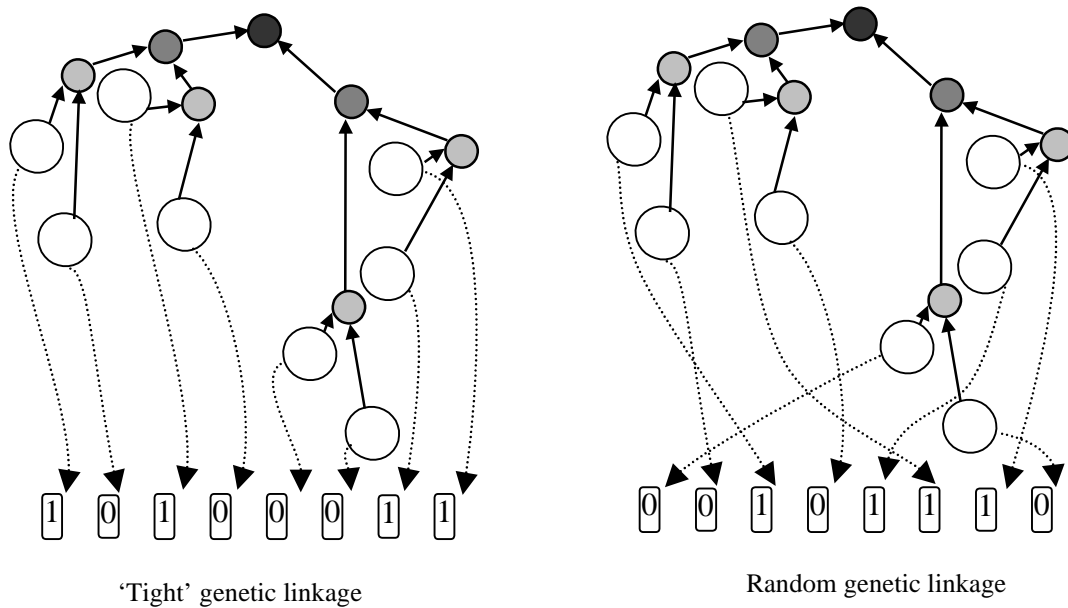 1 0 1 0 0 0 1 1
0 0 1 0 1 1 1 0
‘Tight’ genetic linkage
Random genetic linkage